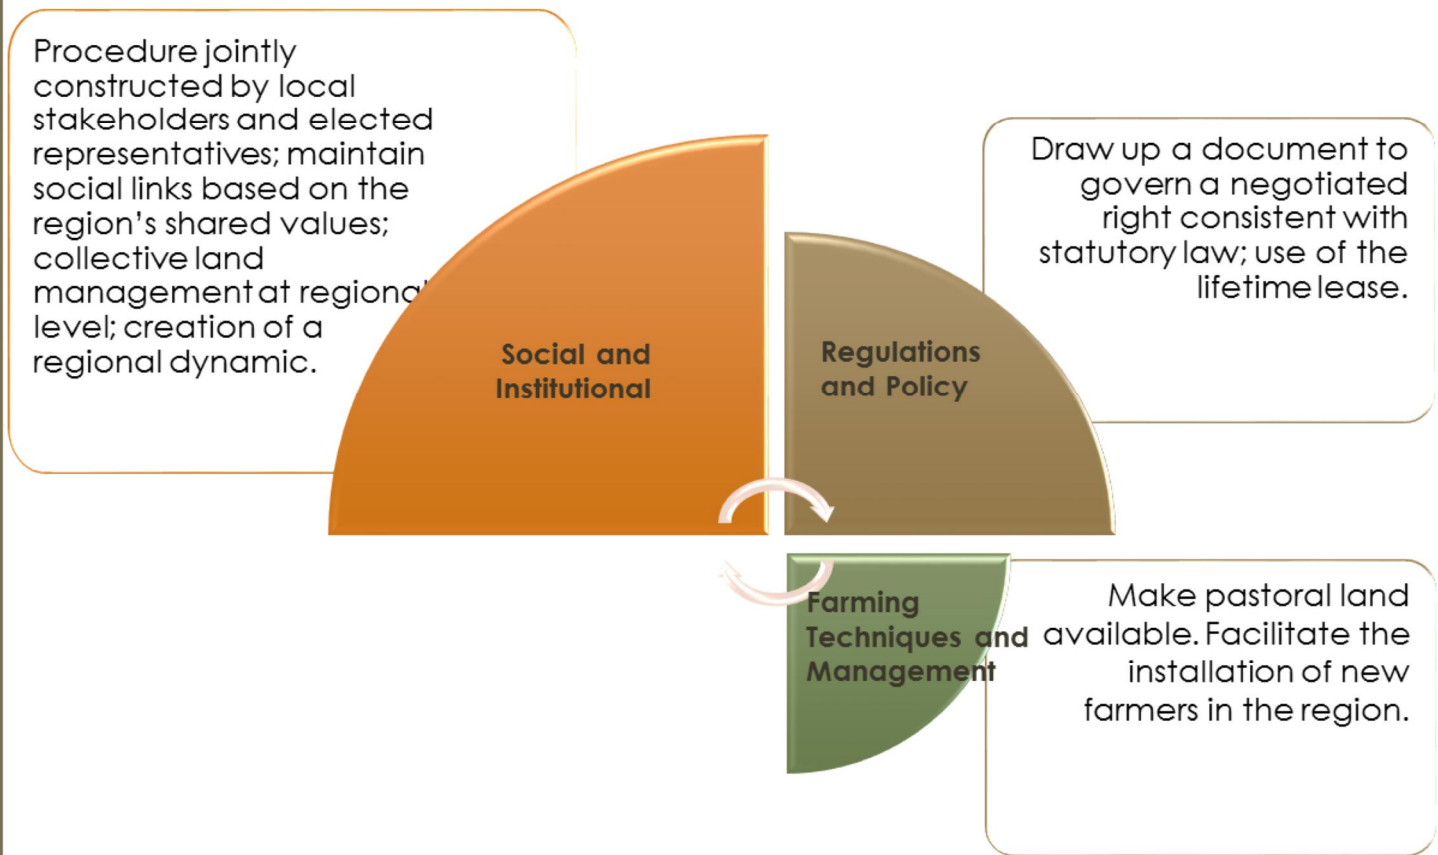 Procedure jointly
constructed by local
stakeholders and elected
representatives; maintain
social links based on the
region's shared values;
collective land
management at regional
level; creation of a
regional dynamic.
Social and
Institutional
Regulations
and Policy
Draw up a document to
govern a negotiated
right consistent with
statutory law; use of the
lifetime lease.
Farming
Techniques and
Management
Make pastoral land
available. Facilitate the
installation of new
farmers in the region.